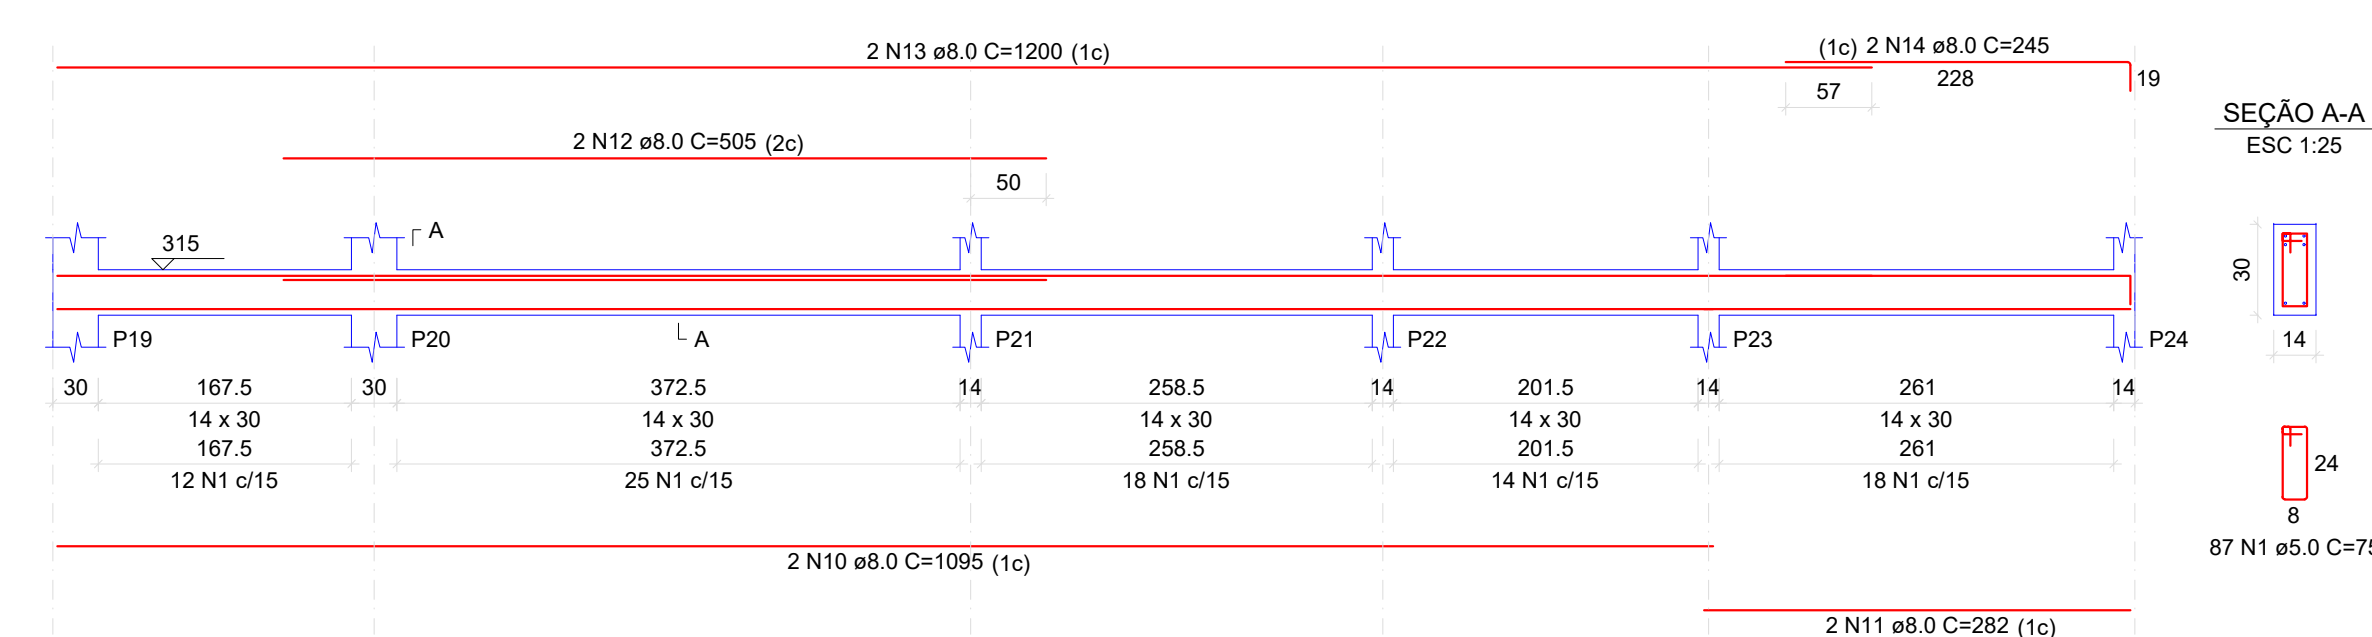 2 N13 ø8.0 C=1200 (1c)
(1c) 2 N14 ø8.0 C=245
228
19
57
SEÇÃO A-A
ESC 1:25
2 N12 ø8.0 C=505 (2c)
50
A
315
30
P19
P20
A
P21
P22
P23
P24
14
30 167.5 30 372.5 14 258.5 14 201.5 14 261 14
14 x 30 14 x 30 14 x 30 14 x 30 14 x 30
167.5 372.5 258.5 201.5 261
12 N1 c/15 25 N1 c/15 18 N1 c/15 14 N1 c/15 18 N1 c/15
24
8
87 N1 ø5.0 C=75
2 N10 ø8.0 C=1095 (1c)
2 N11 ø8.0 C=282 (1c)